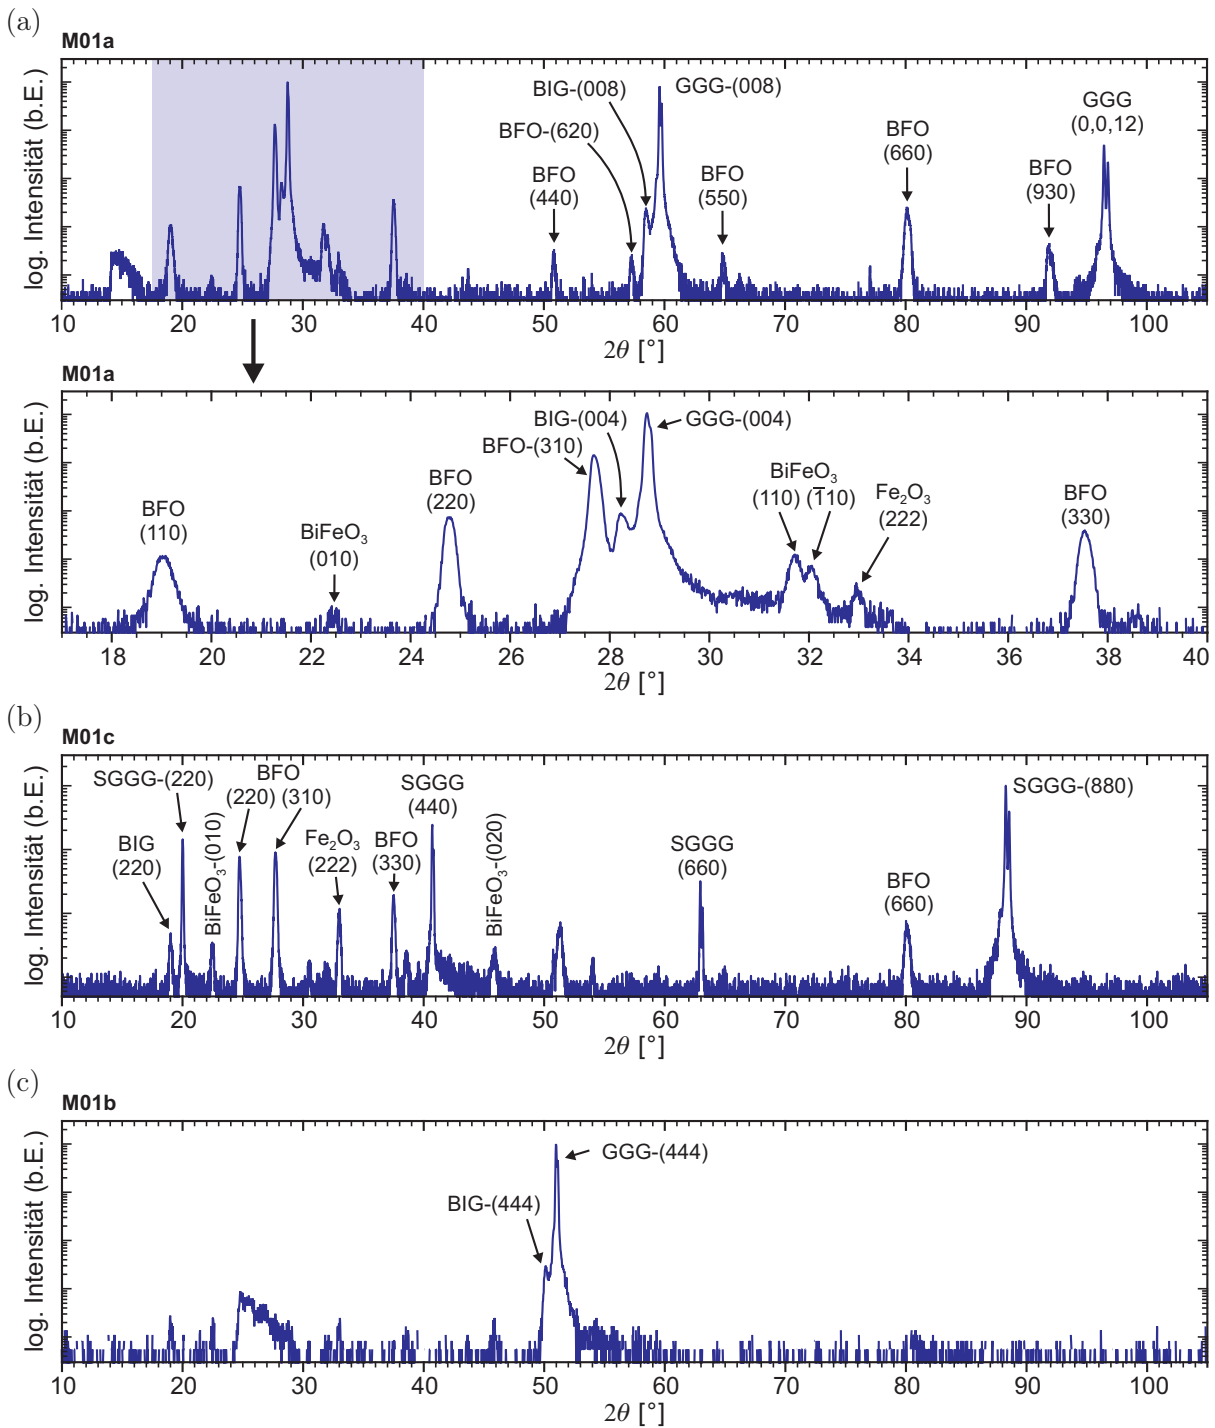 (a)
M01a
log. Intensität (b.E.)
BIG-(008)
GGG-(008)
BFO-(620)
BFO
(440)
BFO
(550)
BFO
(660)
BFO
(930)
GGG
(0,0,12)
10 20 30 40 50 60 70 80 90 100
2θ [°]
M01a
log. Intensität (b.E.)
BFO
(110)
BiFeO₃
(010)
BFO
(220)
BFO-(310)
BIG-(004)
GGG-(004)
BiFeO₃
(110) (1̅10)
Fe₂O₃
(222)
BFO
(330)
18 20 22 24 26 28 30 32 34 36 38 40
2θ [°]
(b)
M01c
log. Intensität (b.E.)
SGGG-(220)
BIG
(220)
BiFeO₃-(010)
BFO
(220) (310)
Fe₂O₃
(222)
BFO
(330)
SGGG
(440)
BiFeO₃-(020)
SGGG
(660)
BFO
(660)
SGGG-(880)
10 20 30 40 50 60 70 80 90 100
2θ [°]
(c)
M01b
log. Intensität (b.E.)
GGG-(444)
BIG-(444)
10 20 30 40 50 60 70 80 90 100
2θ [°]